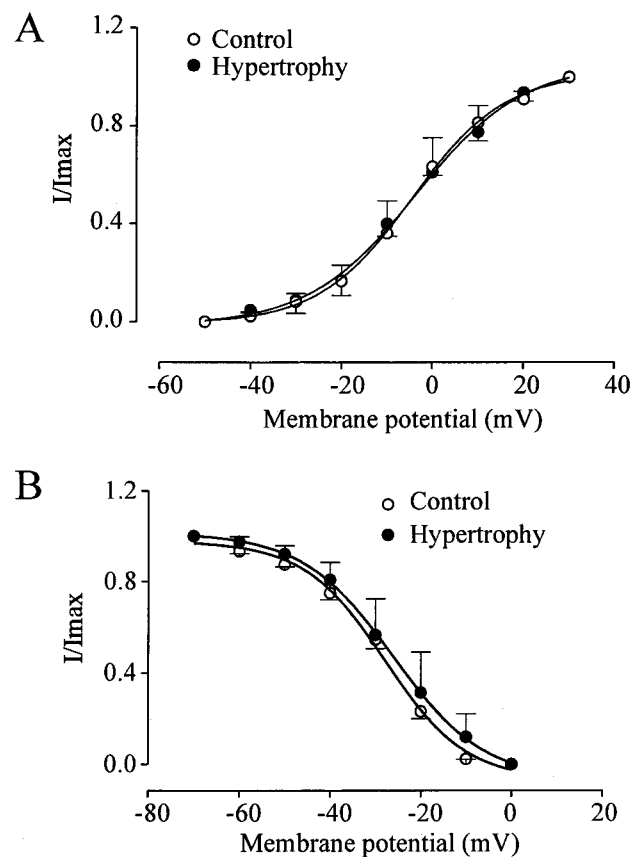 A
1.2
Control
Hypertrophy
0.8
I/Imax
0.4
0.0
-60 -40 -20 0 20 40
Membrane potential (mV)
B
1.2
Control
Hypertrophy
0.8
I/Imax
0.4
0.0
-80 -60 -40 -20 0 20
Membrane potential (mV)